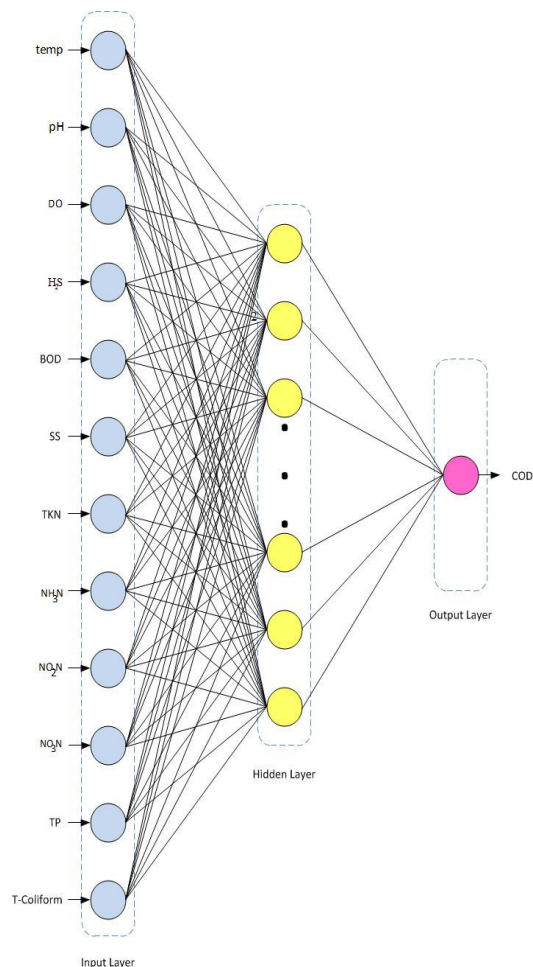 temp
pH
DO
H₂S
BOD
SS
TKN
NH₃N
NO₂N
NO₃N
TP
T-Coliform
Input Layer
Hidden Layer
COD
Output Layer